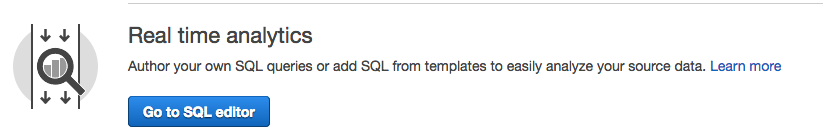 Real time analytics
Author your own SQL queries or add SQL from templates to easily analyze your source data. Learn more
Go to SQL editor